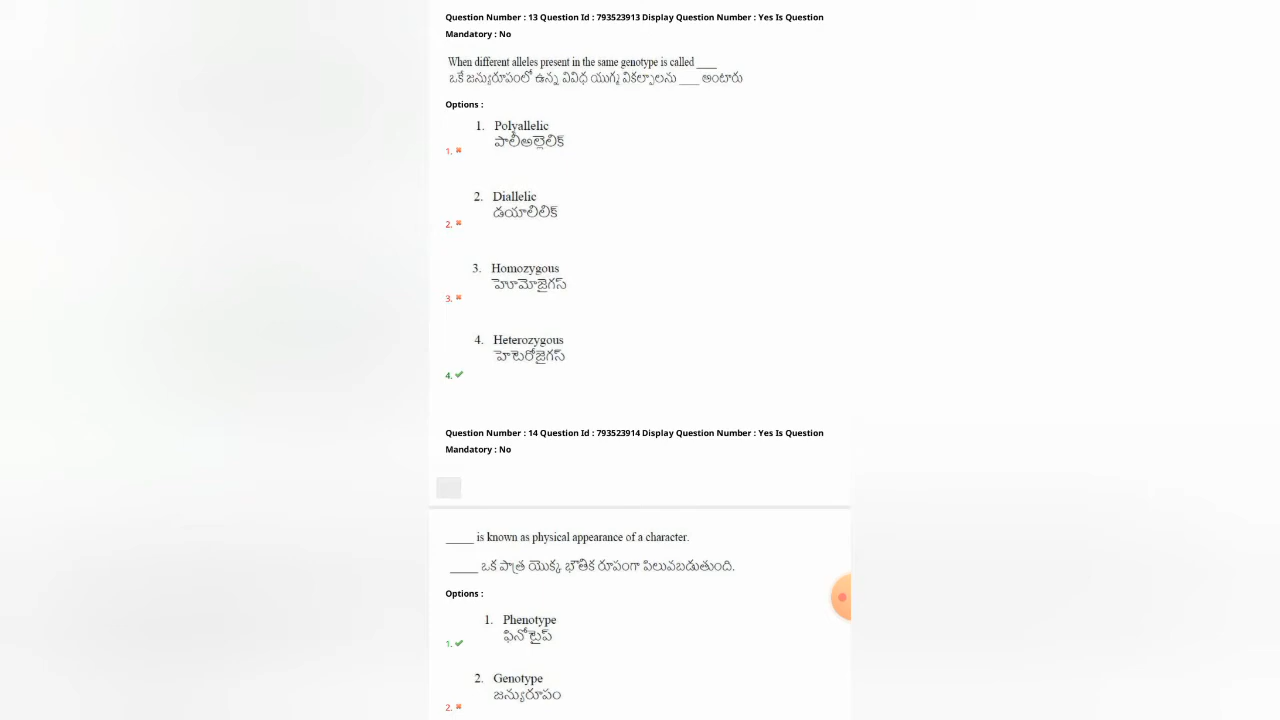 Question Number : 13 Question Id : 793523913 Display Question Number : Yes Is Question
Mandatory : No
When different alleles present in the same genotype is called ____
ఒకే జన్యురూపంలో ఉన్న వివిధ యుగ్మ వికల్పాలను ___ అంటారు
Options :
1. Polyallelic
పాలీఅల్లెలిక్
1. ✖
2. Diallelic
డయాలిలిక్
2. ✖
3. Homozygous
హెూమోజైగస్
3. ✖
4. Heterozygous
హెటెరోజైగస్
4. ✔
Question Number : 14 Question Id : 793523914 Display Question Number : Yes Is Question
Mandatory : No
_____ is known as physical appearance of a character.
_____ ఒక పాత్ర యొక్క భౌతిక రూపంగా పిలువబడుతుంది.
Options :
1. Phenotype
ఫినోటైప్
1. ✔
2. Genotype
జన్యురూపం
2. ✖